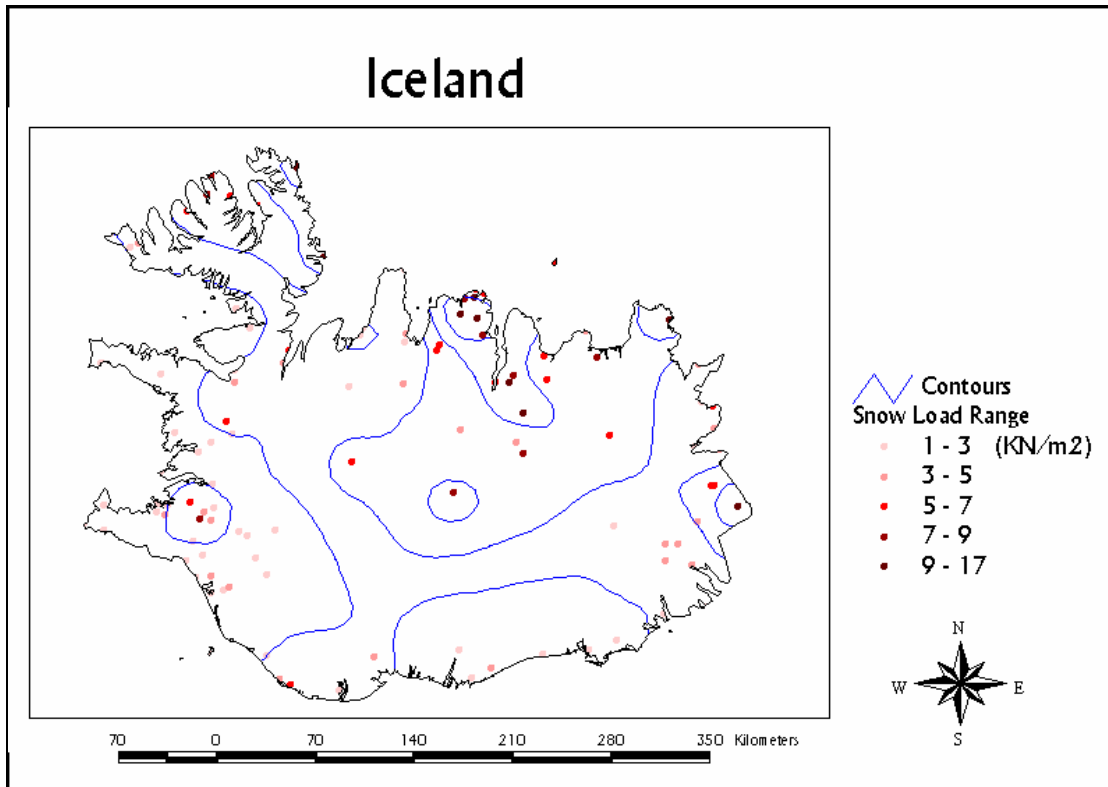 Iceland
Contours
Snow Load Range
1 - 3 (KN/m2)
3 - 5
5 - 7
7 - 9
9 - 17
N
W E
S
70 0 70 140 210 280 350 Kilometers